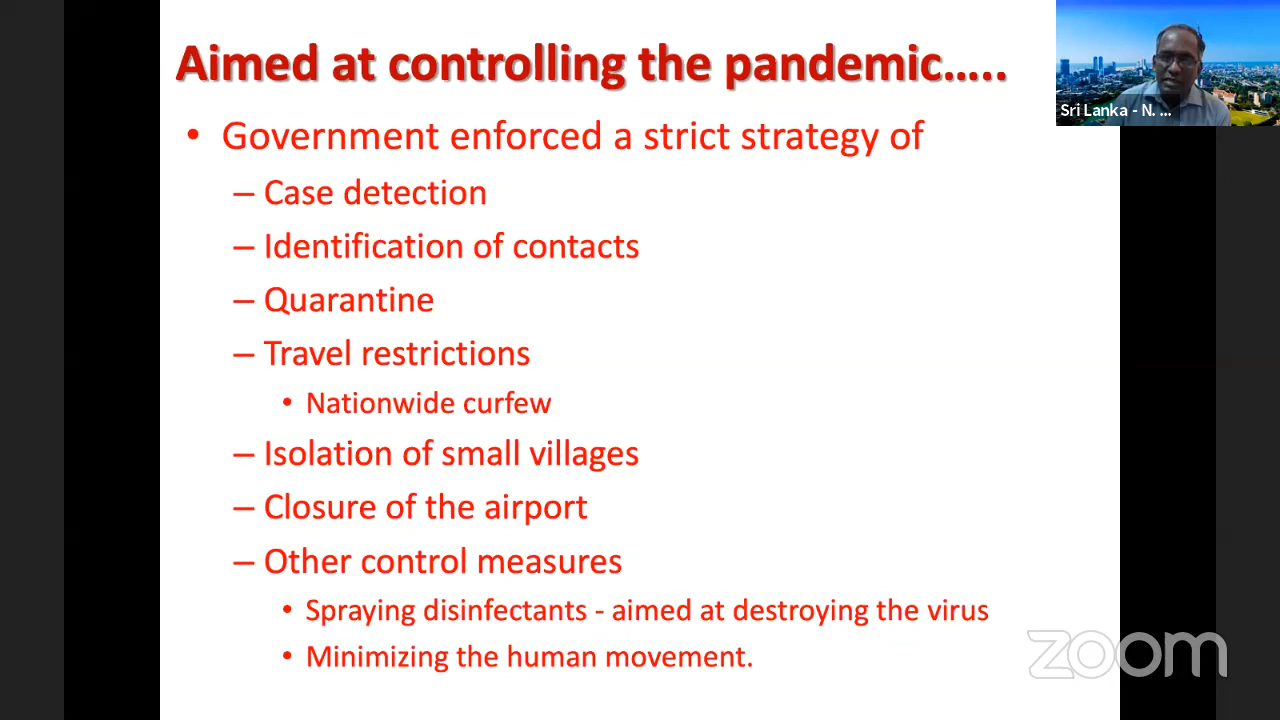 Aimed at controlling the pandemic…..
• Government enforced a strict strategy of
– Case detection
– Identification of contacts
– Quarantine
– Travel restrictions
• Nationwide curfew
– Isolation of small villages
– Closure of the airport
– Other control measures
• Spraying disinfectants - aimed at destroying the virus
• Minimizing the human movement.
Sri Lanka - N. ...
zoom